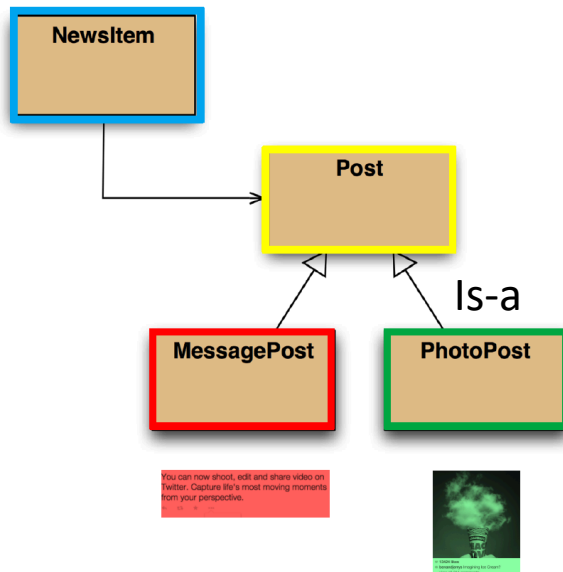 NewsItem
Post
Is-a
MessagePost
PhotoPost
You can now shoot, edit and share video on
Twitter. Capture life's most moving moments
from your perspective.